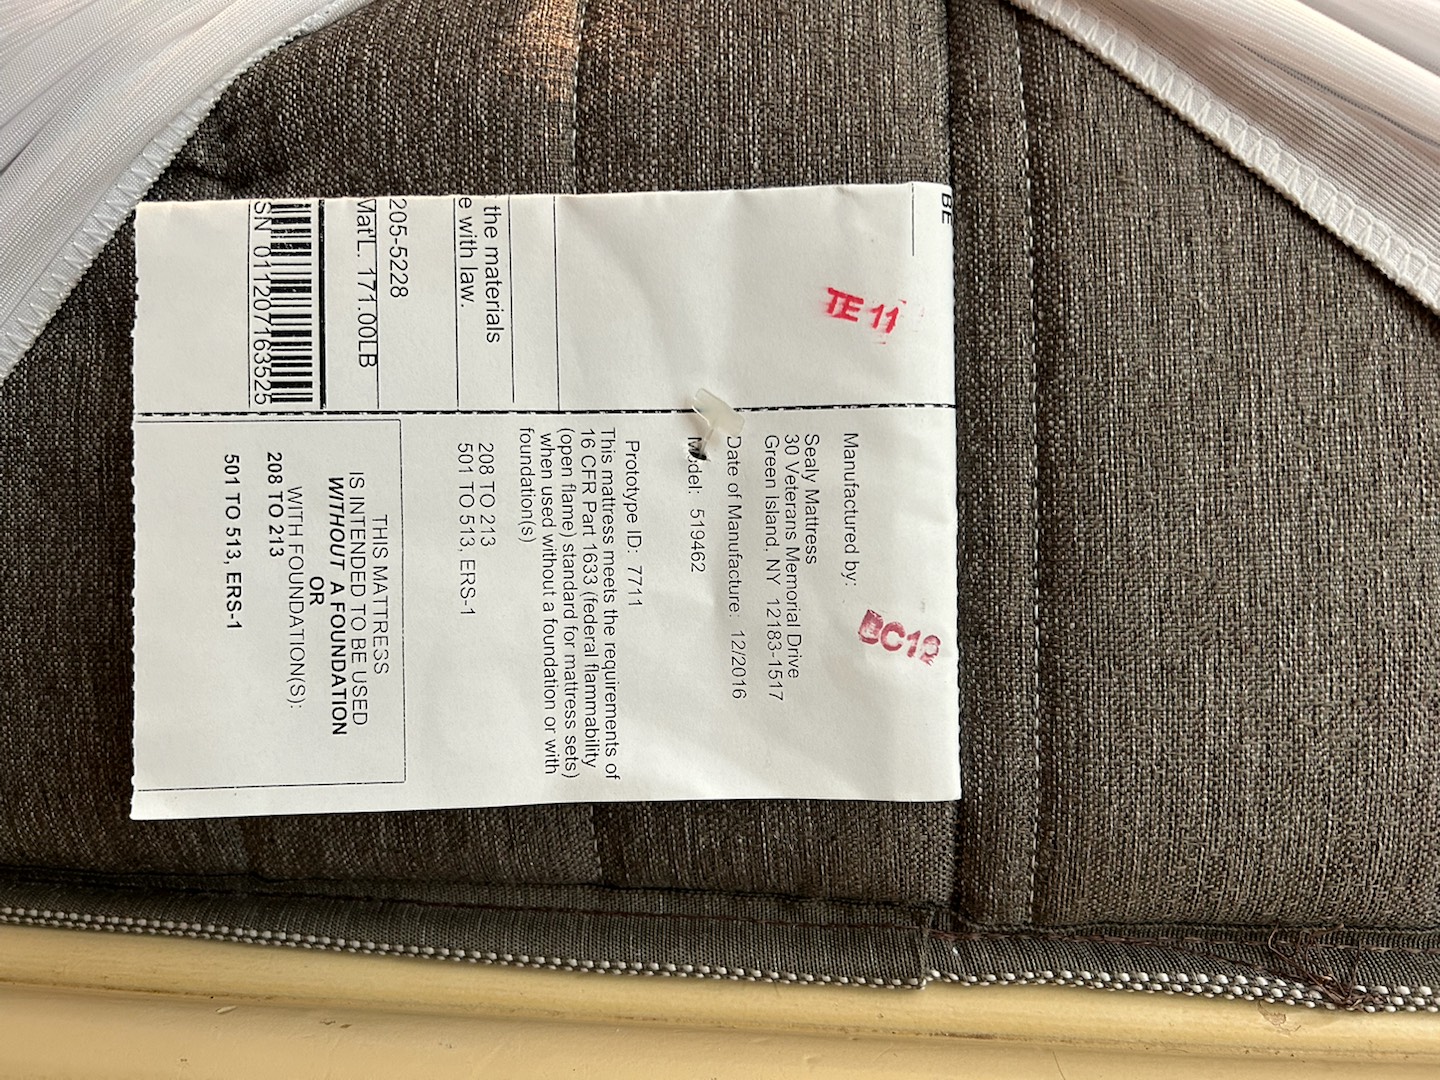 BE
TE 11
the materials
e with law.
205-5228
Mat'L. 171.00LB
SN 011207163525
BC19
Manufactured by:
Sealy Mattress
30 Veterans Memorial Drive
Green Island, NY 12183-1517
Date of Manufacture: 12/2016
Model: 519462
Prototype ID: 7711
This mattress meets the requirements of
16 CFR Part 1633 (federal flammability
(open flame) standard for mattress sets)
when used without a foundation or with
foundation(s)
208 TO 213
501 TO 513, ERS-1
THIS MATTRESS
IS INTENDED TO BE USED
WITHOUT A FOUNDATION
OR
WITH FOUNDATION(S):
208 TO 213
501 TO 513, ERS-1